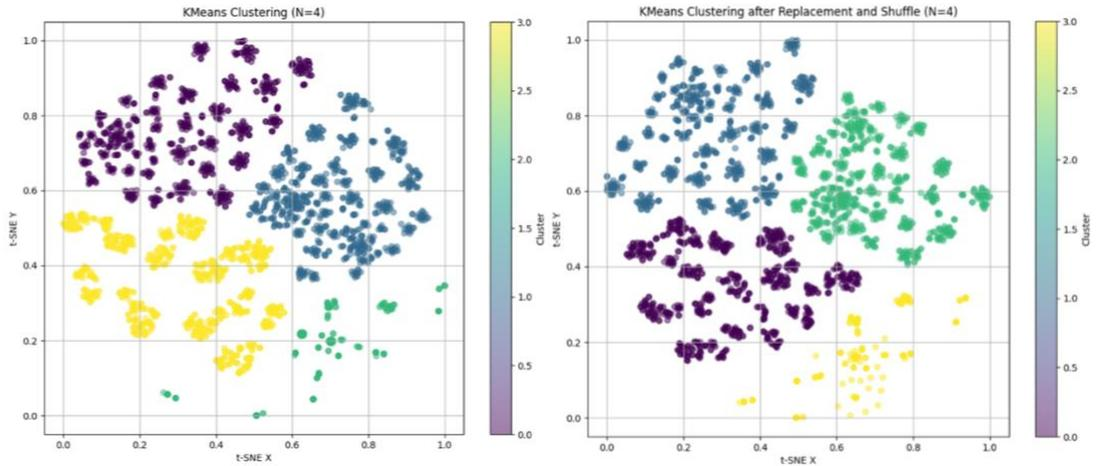 KMeans Clustering (N=4)
1.0
0.8
0.6
0.4
0.2
0.0
t-SNE Y
0.0 0.2 0.4 0.6 0.8 1.0
t-SNE X
3.0
2.5
2.0
1.5
1.0
0.5
0.0
Cluster
KMeans Clustering after Replacement and Shuffle (N=4)
1.0
0.8
0.6
0.4
0.2
0.0
t-SNE Y
0.0 0.2 0.4 0.6 0.8 1.0
t-SNE X
3.0
2.5
2.0
1.5
1.0
0.5
0.0
Cluster